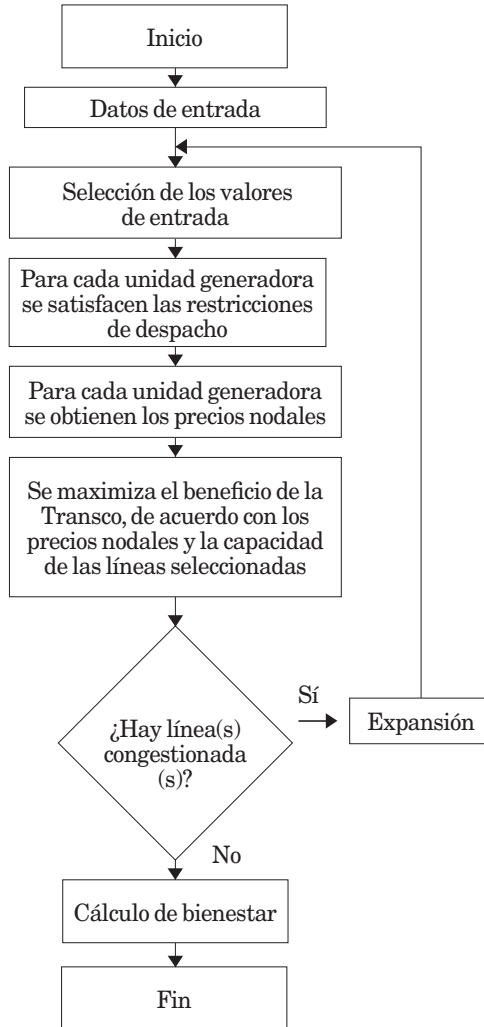 Inicio
Datos de entrada
Selección de los valores
de entrada
Para cada unidad generadora
se satisfacen las restricciones
de despacho
Para cada unidad generadora
se obtienen los precios nodales
Se maximiza el beneficio de la
Transco, de acuerdo con los
precios nodales y la capacidad
de las líneas seleccionadas
¿Hay línea(s)
congestionada
(s)?
Sí
Expansión
No
Cálculo de bienestar
Fin